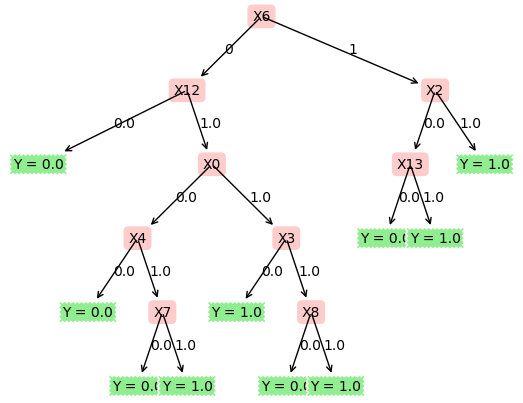 X6
0 1
X12 X2
0.0 1.0 0.0 1.0
Y = 0.0 X0 X13 Y = 1.0
0.0 1.0 0.0 1.0
X4 X3 Y = 0.0 Y = 1.0
0.0 1.0 0.0 1.0
Y = 0.0 X7 Y = 1.0 X8
0.0 1.0 0.0 1.0
Y = 0.0 Y = 1.0 Y = 0.0 Y = 1.0